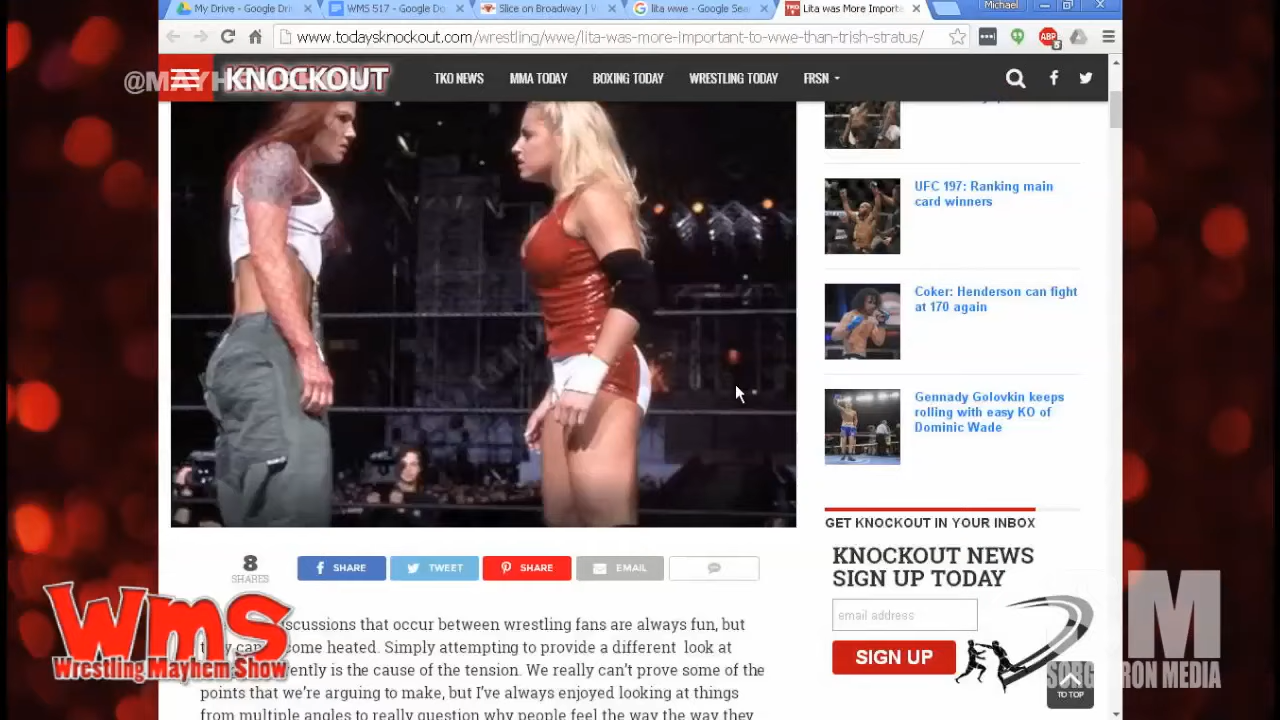 My Drive - Google Dri
WMS 517 - Google Do
Slice on Broadway | V
lita wwe - Google Sea
Lita was More Importa
Michael
www.todaysknockout.com/wrestling/wwe/lita-was-more-important-to-wwe-than-trish-stratus/
ABP
KNOCKOUT
TKO NEWS
MMA TODAY
BOXING TODAY
WRESTLING TODAY
FRSN
UFC 197: Ranking main
card winners
Coker: Henderson can fight
at 170 again
Gennady Golovkin keeps
rolling with easy KO of
Dominic Wade
GET KNOCKOUT IN YOUR INBOX
KNOCKOUT NEWS
SIGN UP TODAY
email address
SIGN UP
TO TOP
8
SHARES
SHARE
TWEET
SHARE
EMAIL
scussions that occur between wrestling fans are always fun, but
come heated. Simply attempting to provide a different look at
ently is the cause of the tension. We really can't prove some of the
points that we're arguing to make, but I've always enjoyed looking at things
from multiple angles to really question why people feel the way the way they
WMS
Wrestling Mayhem Show
M
MEDIA